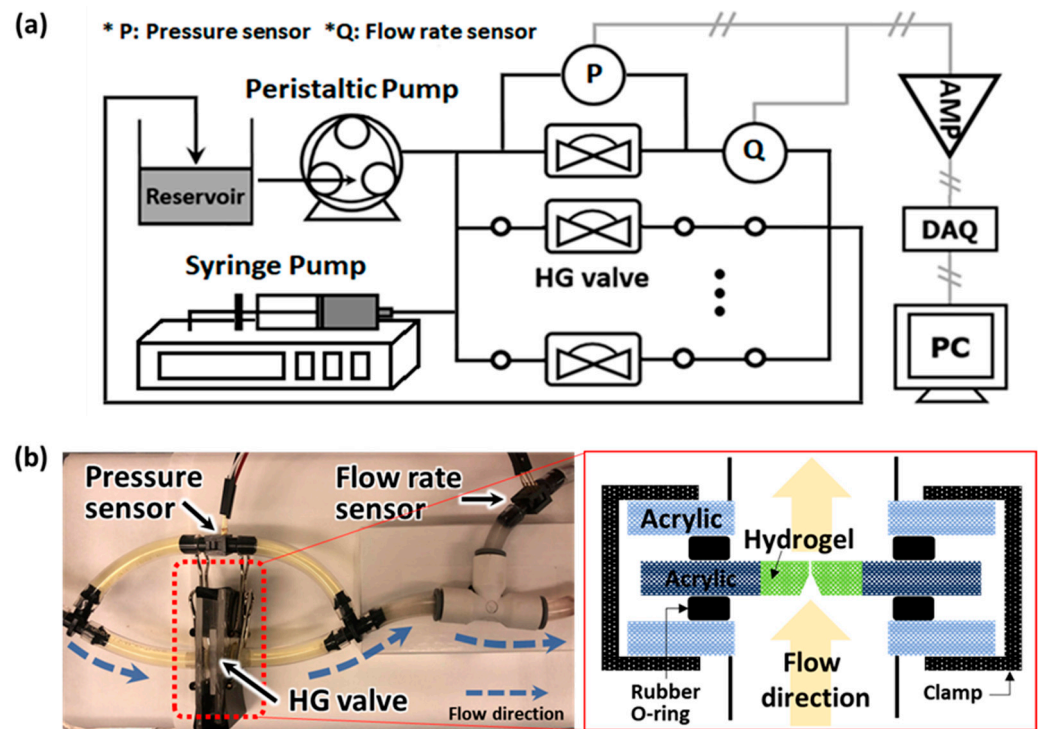 (a)
* P: Pressure sensor *Q: Flow rate sensor
Peristaltic Pump
P
AMP
Reservoir
Q
Syringe Pump
HG valve
DAQ
PC
(b)
Pressure
sensor
Flow rate
sensor
HG valve
Flow direction
Acrylic
Hydrogel
Acrylic
Flow
direction
Rubber
O-ring
Clamp